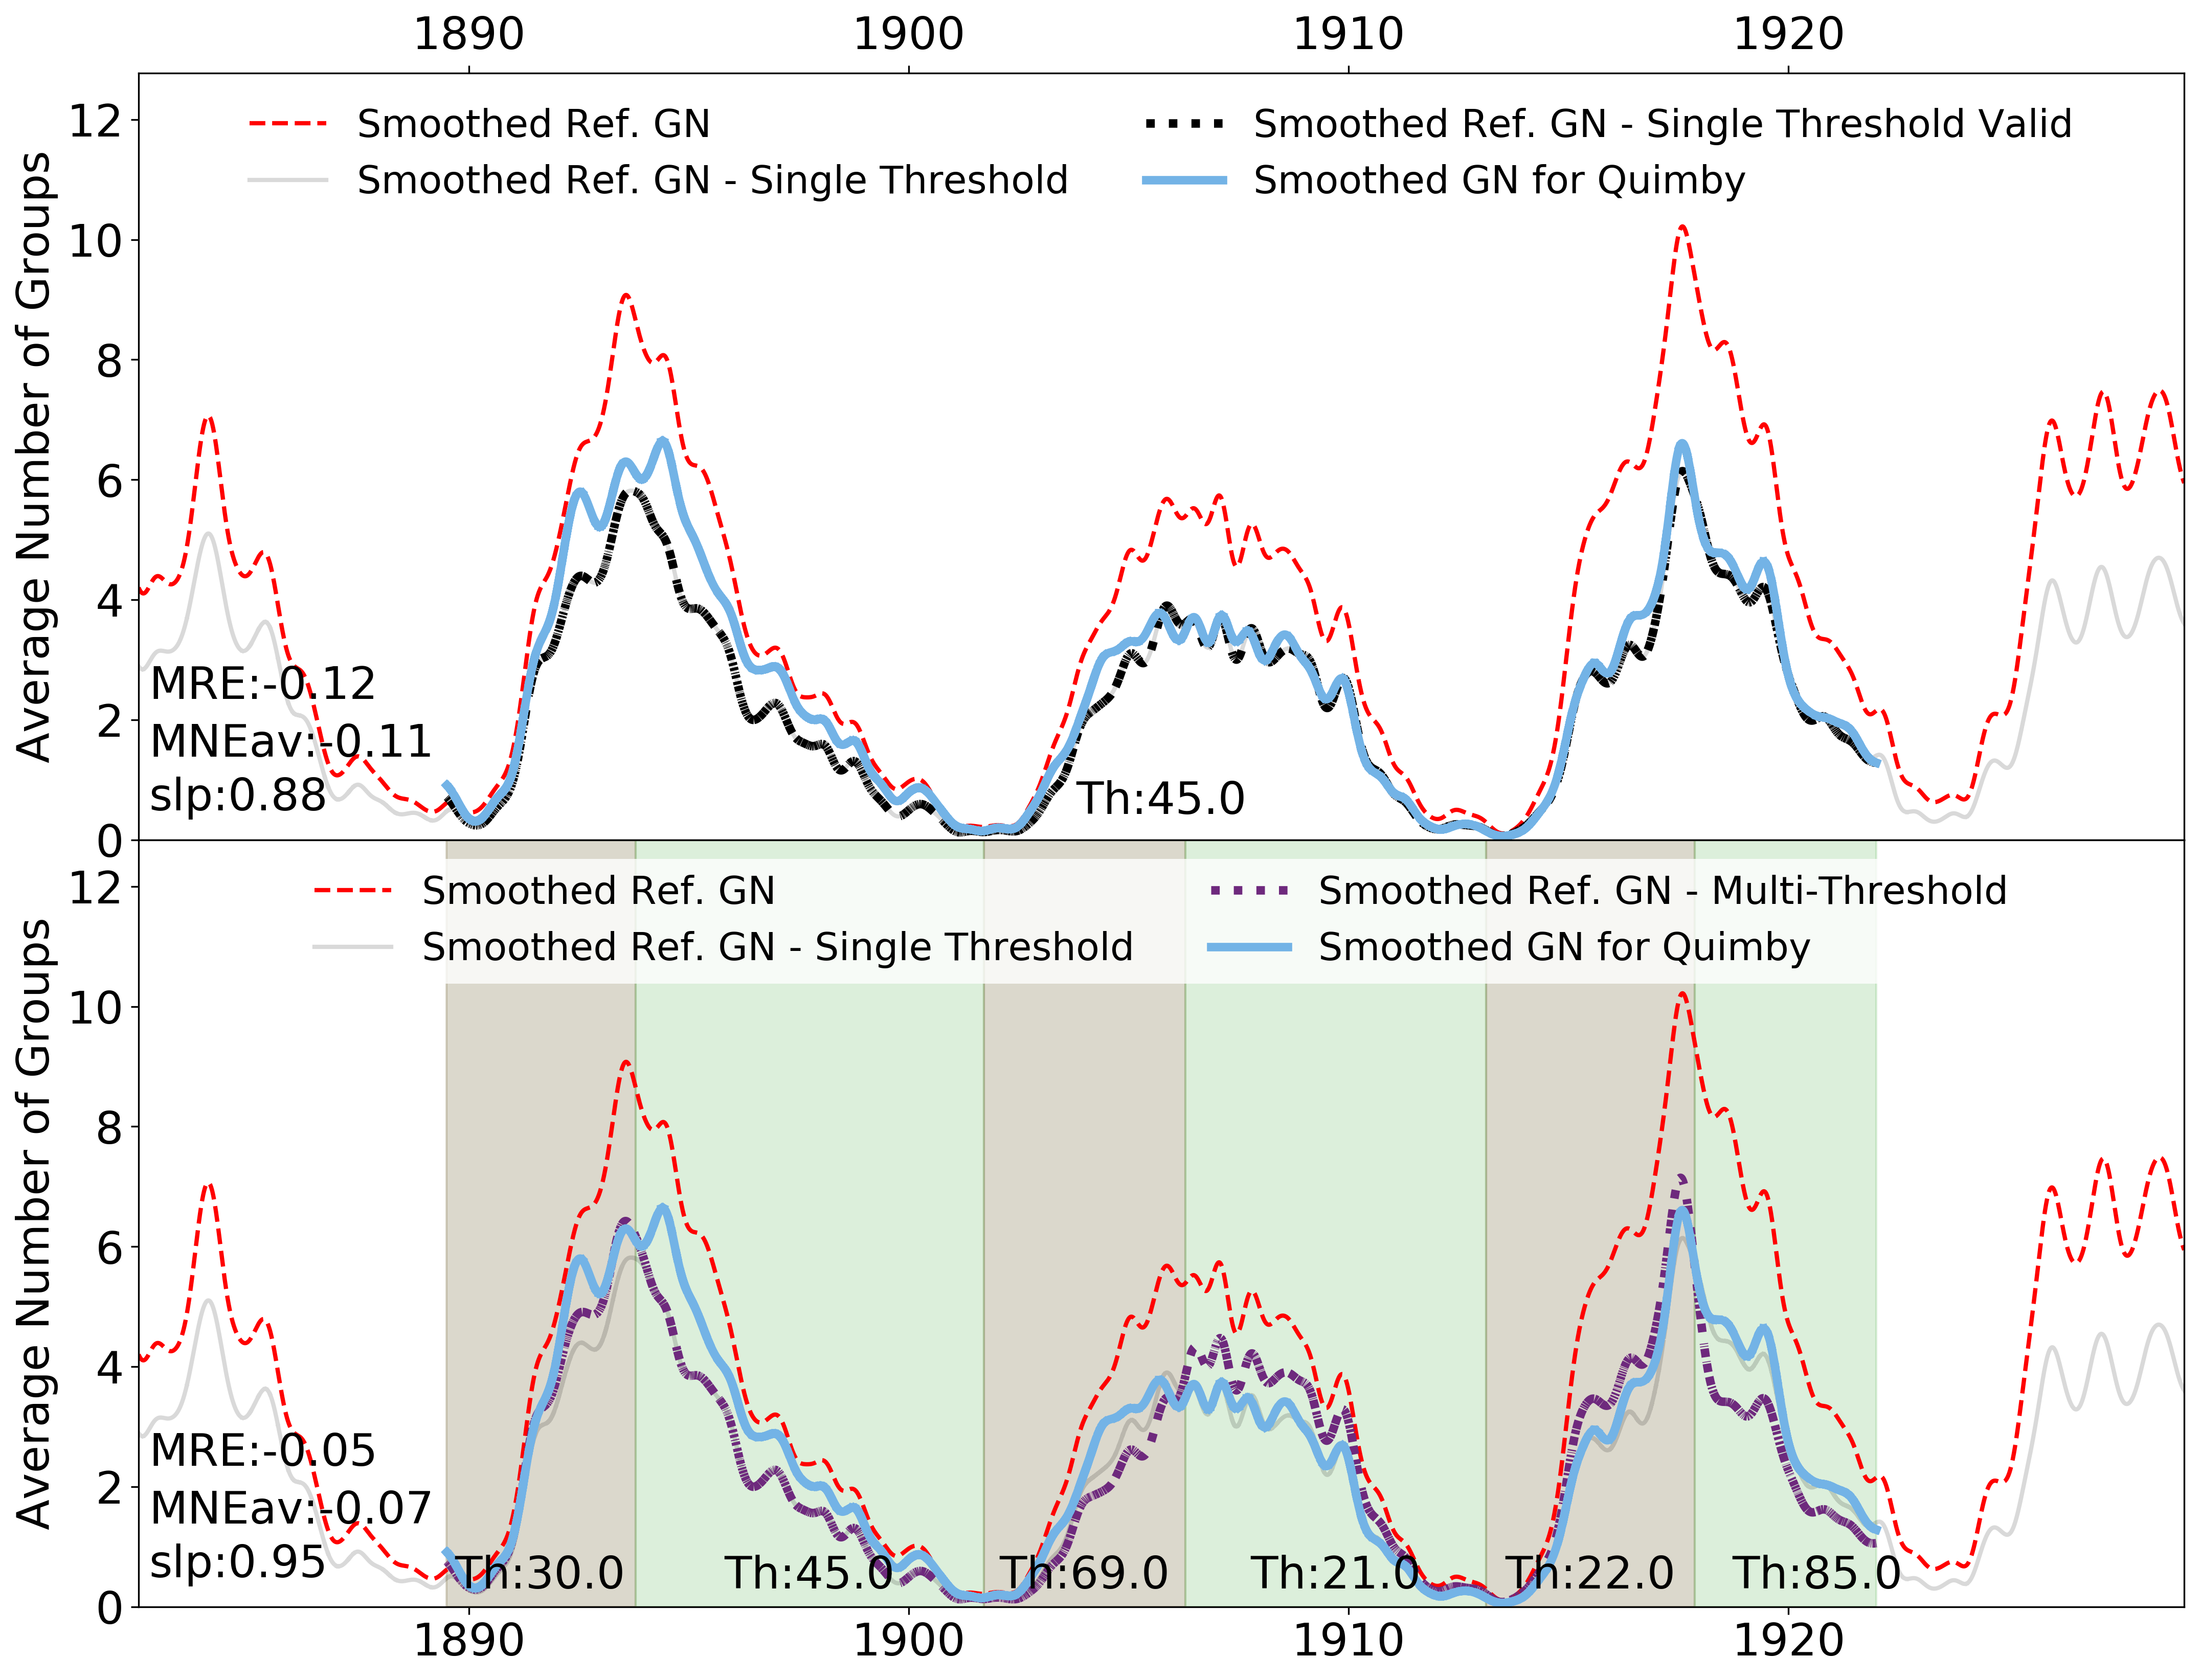 1890 1900 1910 1920
Average Number of Groups
12
10
8
6
4
2
0
Smoothed Ref. GN
Smoothed Ref. GN - Single Threshold
Smoothed Ref. GN - Single Threshold Valid
Smoothed GN for Quimby
MRE:-0.12
MNEav:-0.11
slp:0.88
Th:45.0
Average Number of Groups
12
10
8
6
4
2
0
Smoothed Ref. GN
Smoothed Ref. GN - Single Threshold
Smoothed Ref. GN - Multi-Threshold
Smoothed GN for Quimby
MRE:-0.05
MNEav:-0.07
slp:0.95
Th:30.0 Th:45.0 Th:69.0 Th:21.0 Th:22.0 Th:85.0
1890 1900 1910 1920